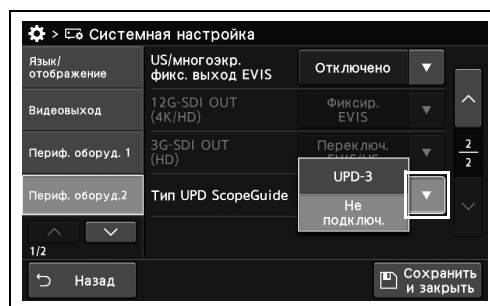 > Системная настройка
Язык/
отображение
US/многоэкр.
фикс. выход EVIS
Отключено
Видеовыход
12G-SDI OUT
(4K/HD)
Фиксир.
EVIS
Периф. оборуд. 1
3G-SDI OUT
(HD)
Переключ.
EVIS/US
2
2
UPD-3
Периф. оборуд.2
Тип UPD ScopeGuide
Не
подключ.
1/2
Назад
Сохранить
и закрыть